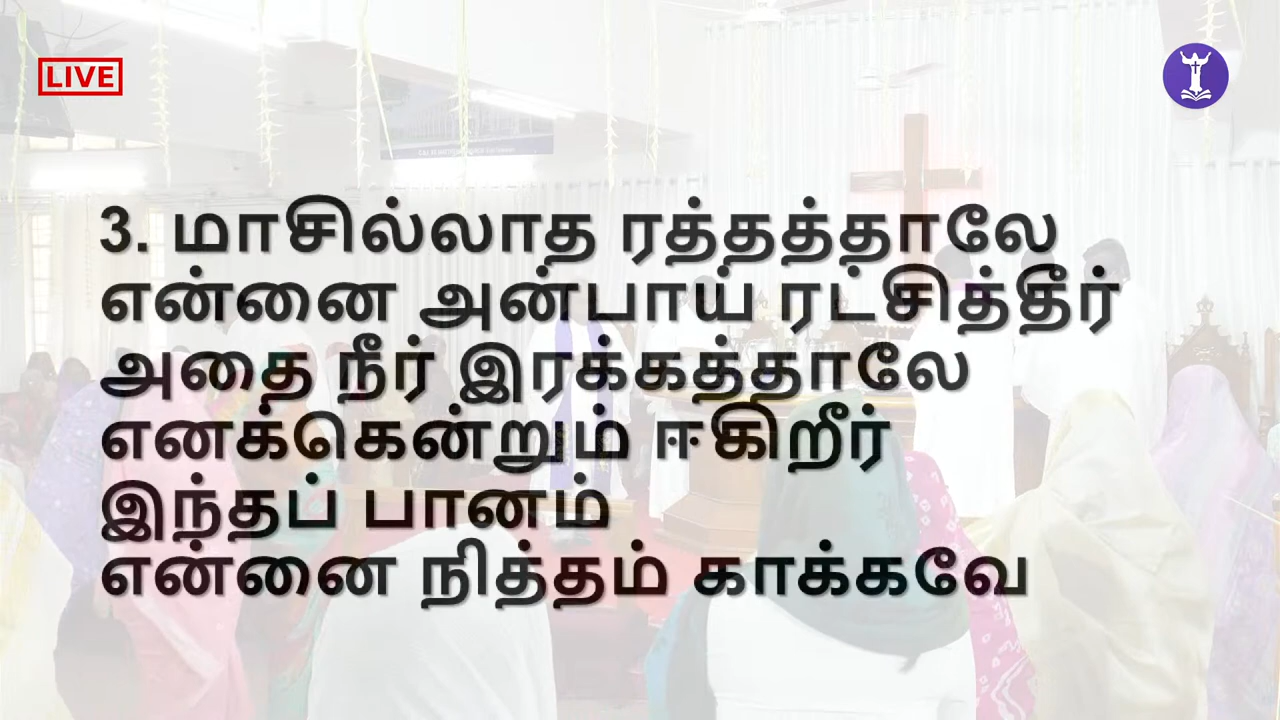 LIVE
3. மாசில்லாத ரத்தத்தாலே
என்னை அன்பாய் ரட்சித்தீர்
அதை நீர் இரக்கத்தாலே
எனக்கென்றும் ஈகிறீர்
இந்தப் பானம்
என்னை நித்தம் காக்கவே